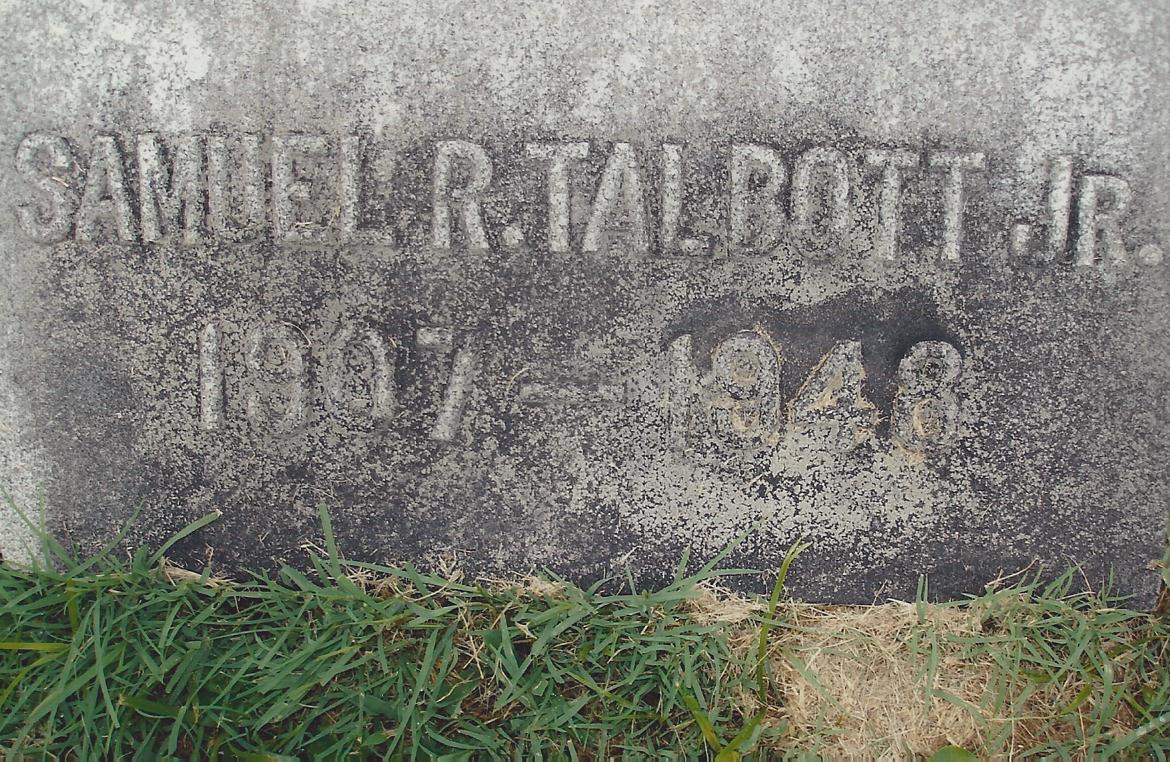 SAMUEL R. TALBOTT JR.
1907 – 1948